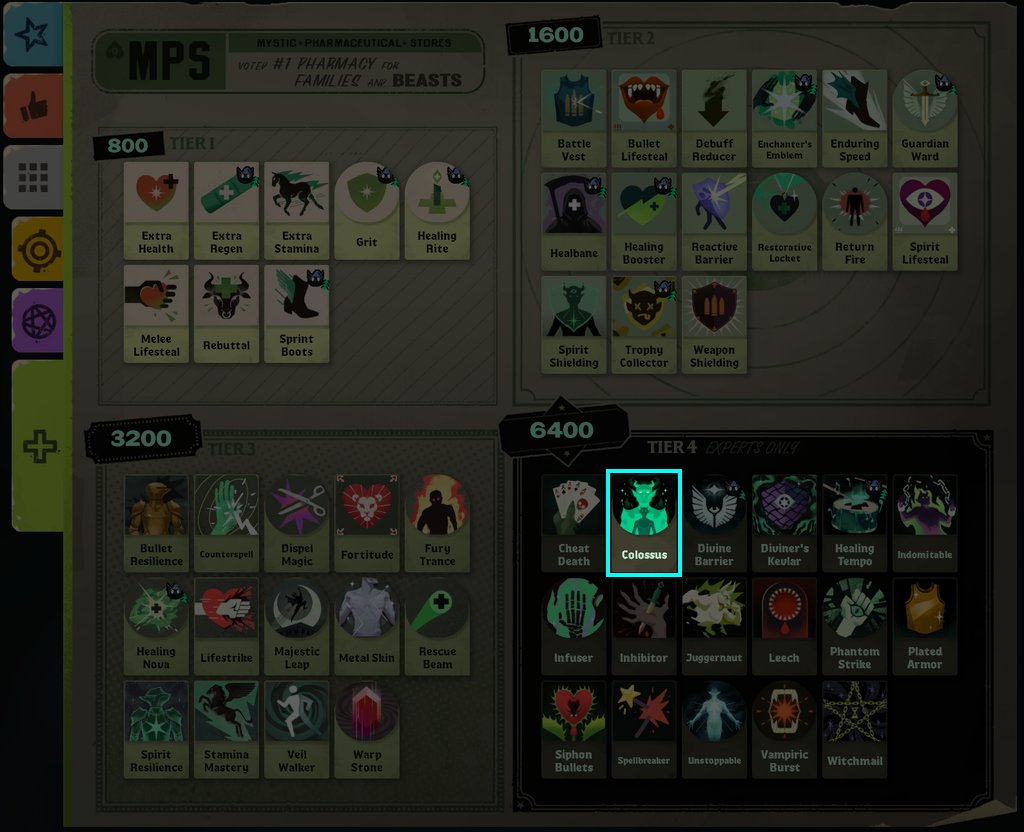 MPS
MYSTIC • PHARMACEUTICAL • STORES
VOTED #1 PHARMACY FOR
FAMILIES AND BEASTS
800 TIER 1
Extra Health
Extra Regen
Extra Stamina
Grit
Healing Rite
Melee Lifesteal
Rebuttal
Sprint Boots
1600 TIER 2
Battle Vest
Bullet Lifesteal
Debuff Reducer
Enchanter's Emblem
Enduring Speed
Guardian Ward
Healbane
Healing Booster
Reactive Barrier
Restorative Locket
Return Fire
Spirit Lifesteal
Spirit Shielding
Trophy Collector
Weapon Shielding
3200 TIER 3
Bullet Resilience
Counterspell
Dispel Magic
Fortitude
Fury Trance
Healing Nova
Lifestrike
Majestic Leap
Metal Skin
Rescue Beam
Spirit Resilience
Stamina Mastery
Veil Walker
Warp Stone
6400 TIER 4 EXPERTS ONLY
Cheat Death
Colossus
Divine Barrier
Diviner's Kevlar
Healing Tempo
Indomitable
Infuser
Inhibitor
Juggernaut
Leech
Phantom Strike
Plated Armor
Siphon Bullets
Spellbreaker
Unstoppable
Vampiric Burst
Witchmail